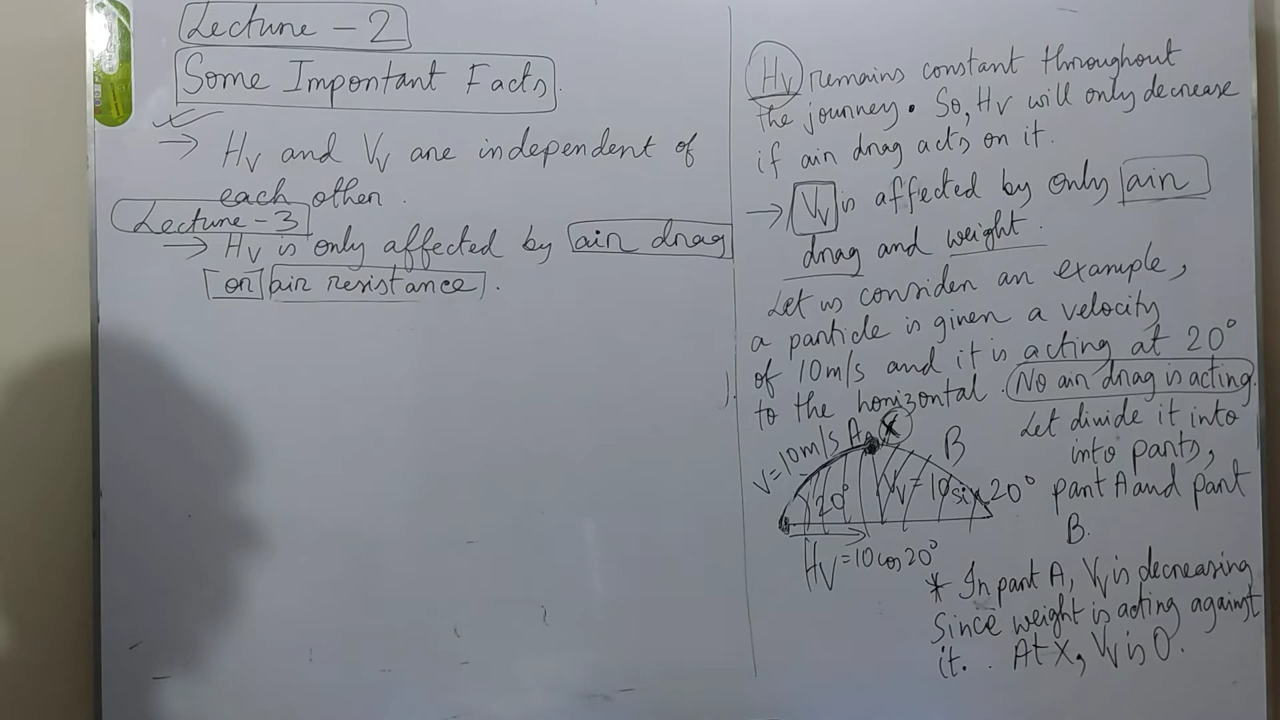 Lecture - 2
Some Important Facts.
→ Hv and Vv are independent of
each other.
Lecture - 3
→ Hv is only affected by air drag
or air resistance.
Hv remains constant throughout
the journey. So, Hv will only decrease
if air drag acts on it.
→ Vv is affected by only air
drag and weight.
Let us consider an example,
a particle is given a velocity
of 10m/s and it is acting at 20°
to the horizontal. No air drag is acting.
Let divide it into
into parts,
part A and part
B.
V=10m/s A X B
20° Vv=10sin20°
Hv=10cos20°
* In part A, Vv is decreasing
Since weight is acting against
it. At X, Vv is 0.